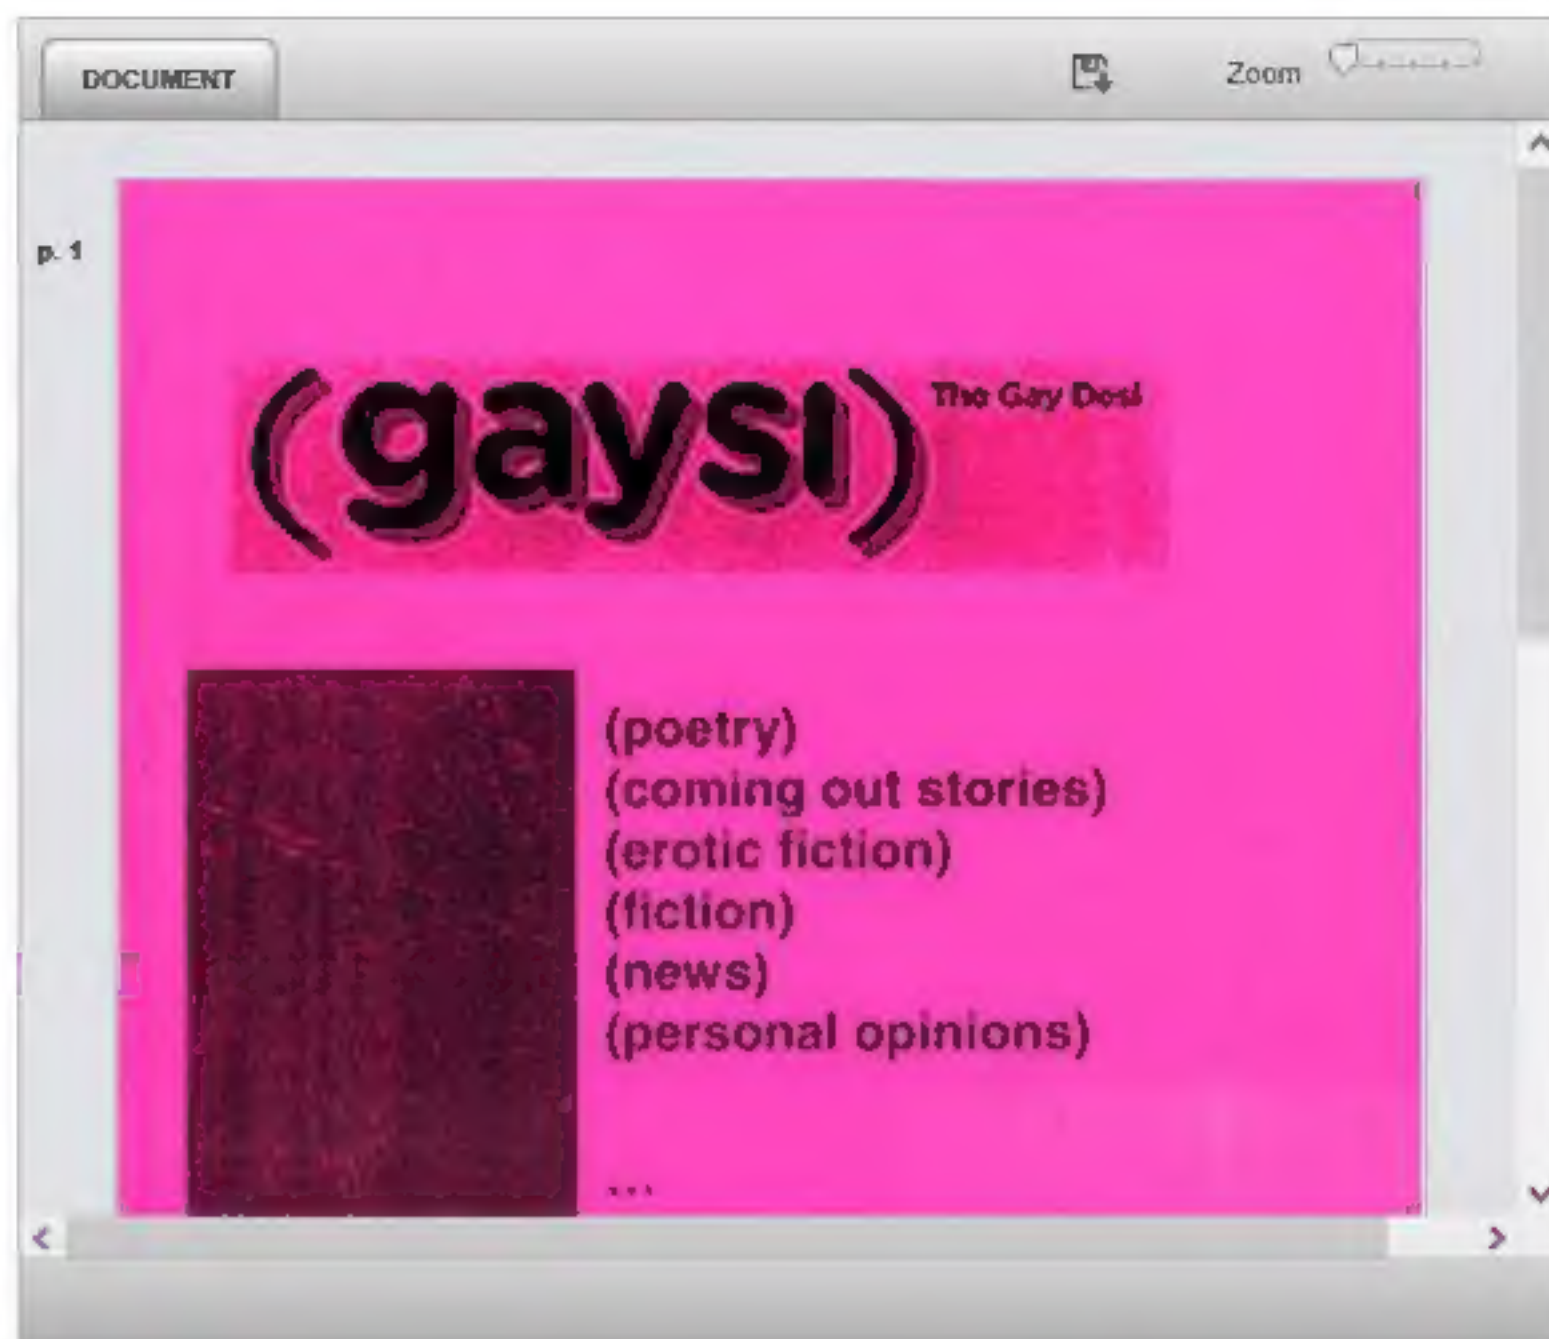 DOCUMENT
Zoom
p. 1
(gaysi) The Gay Desi
(poetry)
(coming out stories)
(erotic fiction)
(fiction)
(news)
(personal opinions)
...